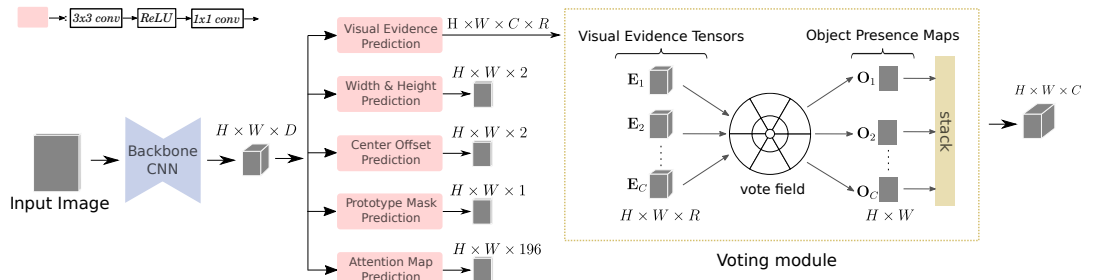 3x3 conv
ReLU
1x1 conv
Input Image
Backbone
CNN
H × W × D
Visual Evidence
Prediction
H × W × C × R
Width & Height
Prediction
H × W × 2
Center Offset
Prediction
H × W × 2
Prototype Mask
Prediction
H × W × 1
Attention Map
Prediction
H × W × 196
Visual Evidence Tensors
E1
E2
EC
H × W × R
vote field
Object Presence Maps
O1
O2
OC
H × W
stack
Voting module
H × W × C